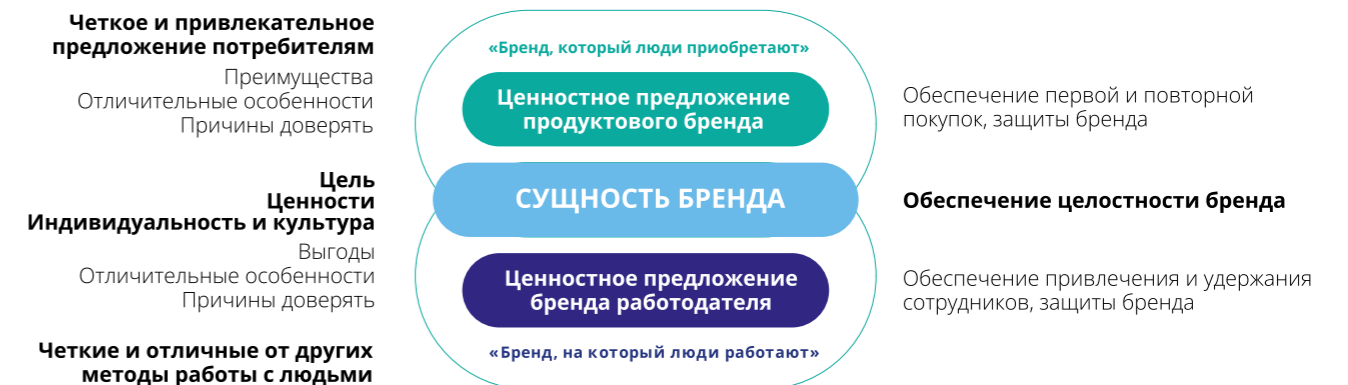 Четкое и привлекательное
предложение потребителям
Преимущества
Отличительные особенности
Причины доверять
Цель
Ценности
Индивидуальность и культура
Выгоды
Отличительные особенности
Причины доверять
Четкие и отличные от других
методы работы с людьми
«Бренд, который люди приобретают»
Ценностное предложение
продуктового бренда
СУЩНОСТЬ БРЕНДА
Ценностное предложение
бренда работодателя
«Бренд, на который люди работают»
Обеспечение первой и повторной
покупок, защиты бренда
Обеспечение целостности бренда
Обеспечение привлечения и удержания
сотрудников, защиты бренда